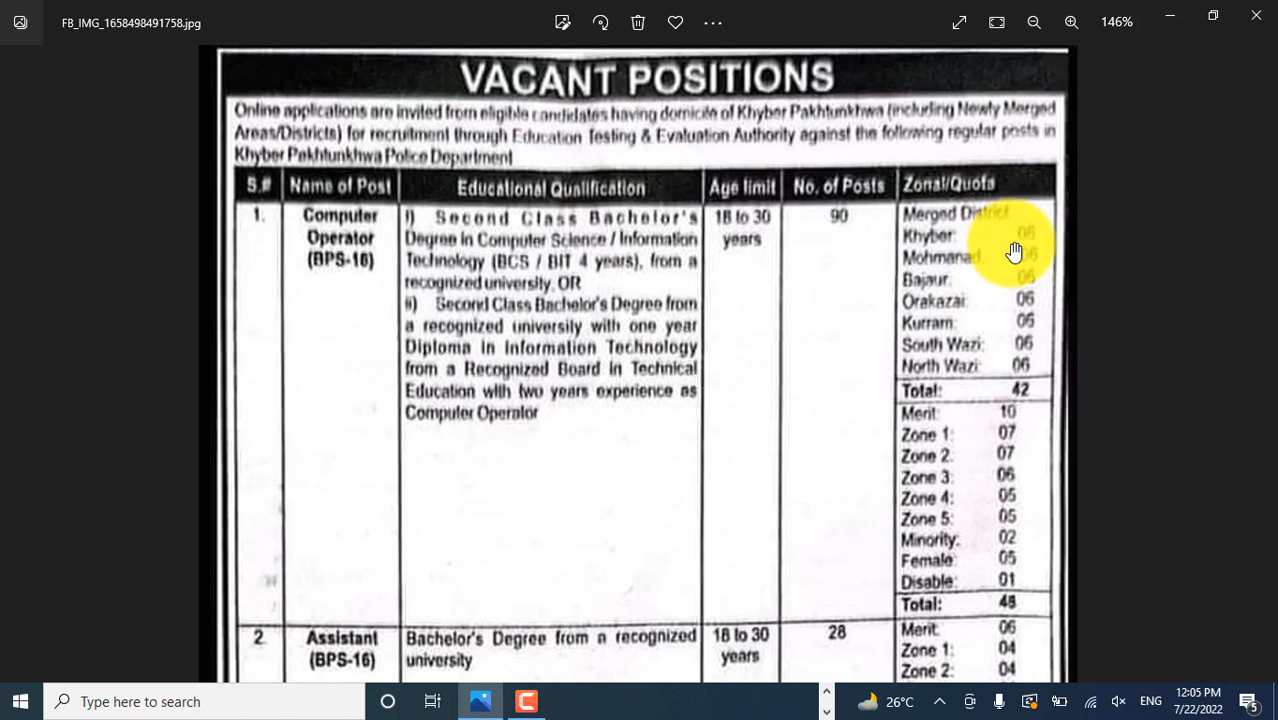 FB_IMG_1658498491758.jpg
146%
VACANT POSITIONS
Online applications are invited from eligible candidates having domicile of Khyber Pakhtunkhwa (including Newly Merged
Areas/Districts) for recruitment through Education Testing & Evaluation Authority against the following regular posts in
Khyber Pakhtunkhwa Police Department
S.# Name of Post Educational Qualification Age limit No. of Posts Zonal/Quota
1. Computer Operator (BPS-16)
i) Second Class Bachelor's
Degree in Computer Science / Information
Technology (BCS / BIT 4 years), from a
recognized university, OR
ii) Second Class Bachelor's Degree from
a recognized university with one year
Diploma in Information Technology
from a Recognized Board in Technical
Education with two years experience as
Computer Operator
18 to 30
years
90
Merged District
Khyber: 06
Mohmanad 06
Bajaur: 06
Orakazai: 06
Kurram: 06
South Wazi: 06
North Wazi: 06
Total: 42
Merit: 10
Zone 1: 07
Zone 2: 07
Zone 3: 06
Zone 4: 05
Zone 5: 05
Minority: 02
Female: 05
Disable: 01
Total: 48
2. Assistant
(BPS-16)
Bachelor's Degree from a recognized
university
18 to 30
years
28
Merit: 06
Zone 1: 04
Zone 2: 04
Type here to search
26°C
ENG
12:05 PM
7/22/2022
5